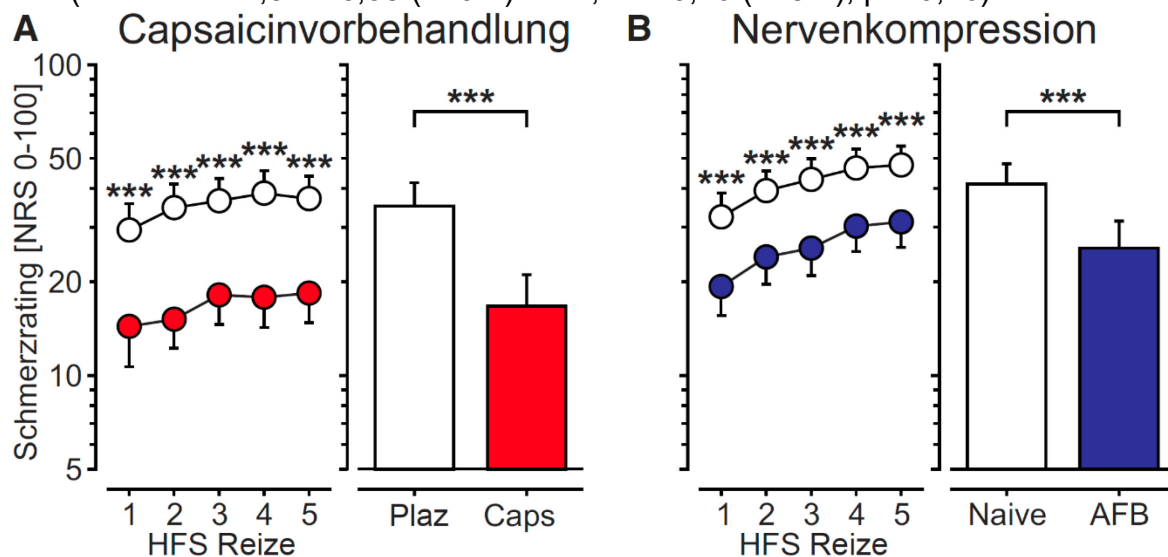 A Capsaicinvorbehandlung
B Nervenkompression
Schmerzrating [NRS 0-100]
100
50
20
10
5
***
***
***
***
***
***
***
***
***
***
***
***
1 2 3 4 5
HFS Reize
Plaz Caps
1 2 3 4 5
HFS Reize
Naive AFB